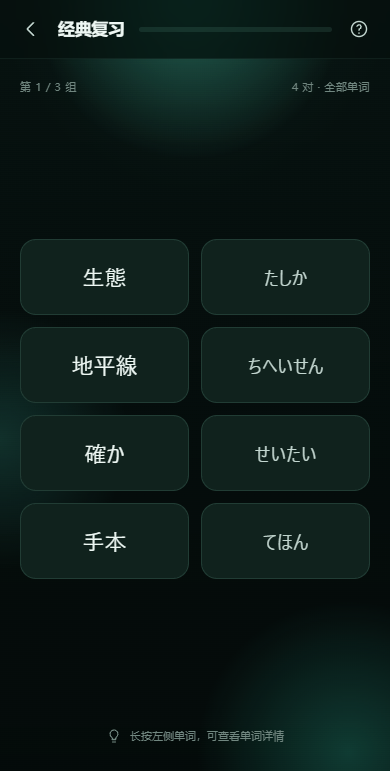 经典复习
第 1 / 3 组
4 对 · 全部单词
生態
たしか
地平線
ちへいせん
確か
せいたい
手本
てほん
长按左侧单词，可查看单词详情